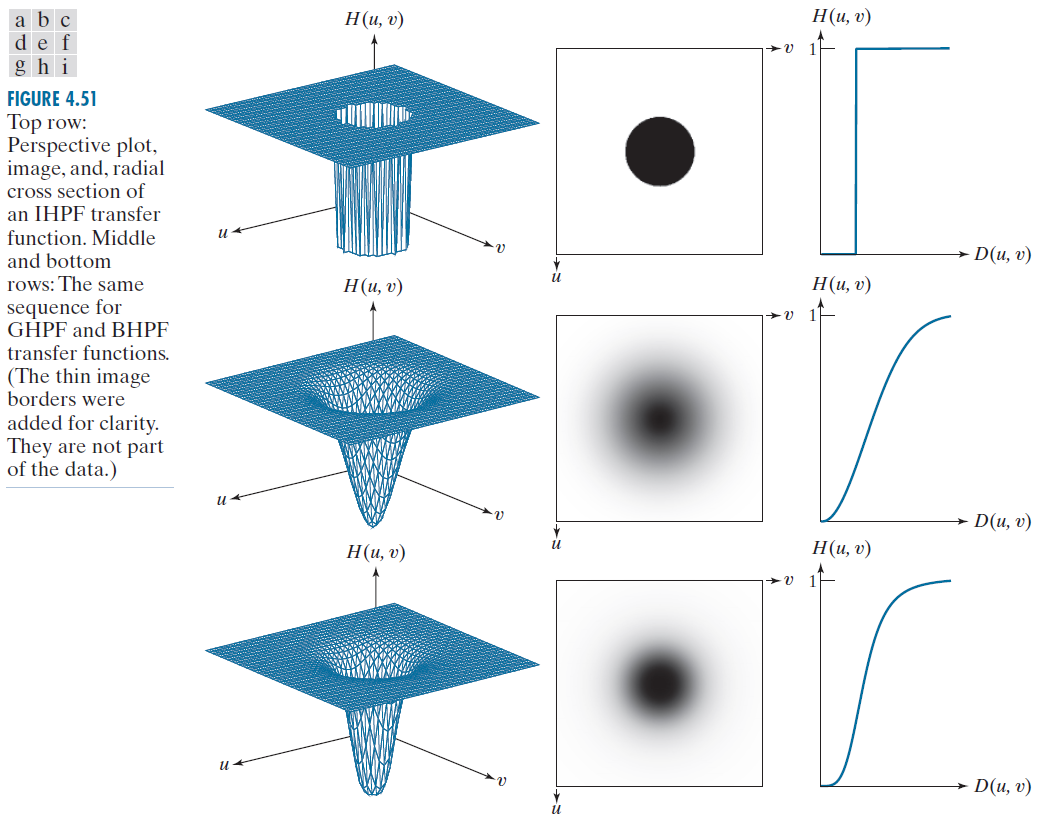 a b c
d e f
g h i
FIGURE 4.51
Top row:
Perspective plot,
image, and, radial
cross section of
an IHPF transfer
function. Middle
and bottom
rows: The same
sequence for
GHPF and BHPF
transfer functions.
(The thin image
borders were
added for clarity.
They are not part
of the data.)
H(u, v)
u
v
v
u
H(u, v)
1
D(u, v)
H(u, v)
u
v
v
u
H(u, v)
1
D(u, v)
H(u, v)
u
v
v
u
H(u, v)
1
D(u, v)